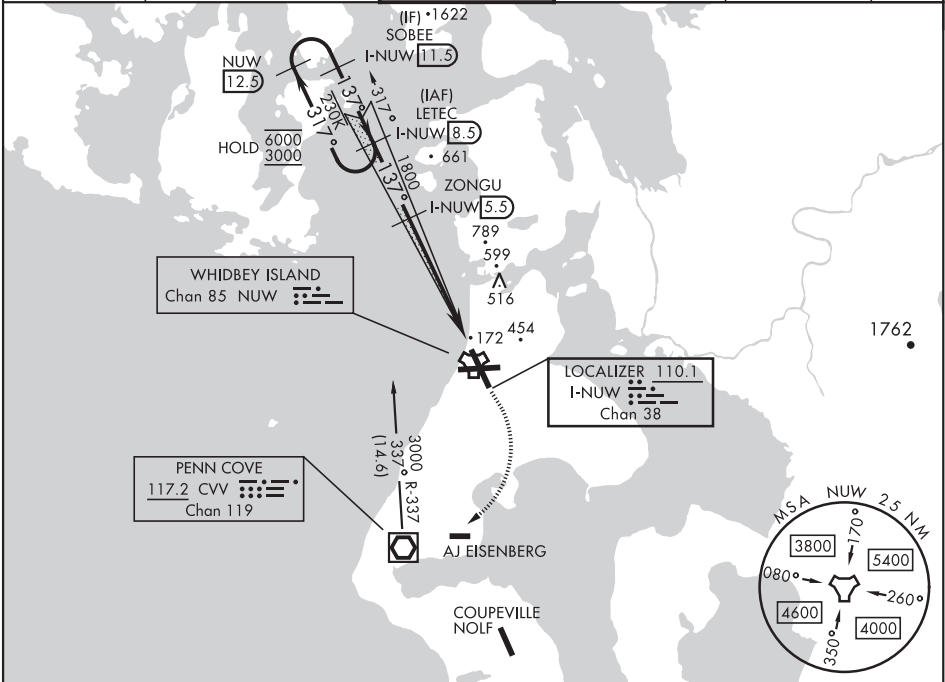 (IF)
1622
SOBEE
I-NUW 11.5
NUW
12.5
(IAF)
LETEC
I-NUW 8.5
137°
317°
230K
317°
HOLD
6000
3000
661
1800
137°
ZONGU
I-NUW 5.5
789
599
516
WHIDBEY ISLAND
Chan 85 NUW
172
454
1762
LOCALIZER 110.1
I-NUW
Chan 38
3000
337° R-337
(14.6)
PENN COVE
117.2 CVV
Chan 119
AJ EISENBERG
COUPEVILLE
NOLF
MSA NUW 25 NM
170°
3800
5400
080°
260°
4600
4000
350°